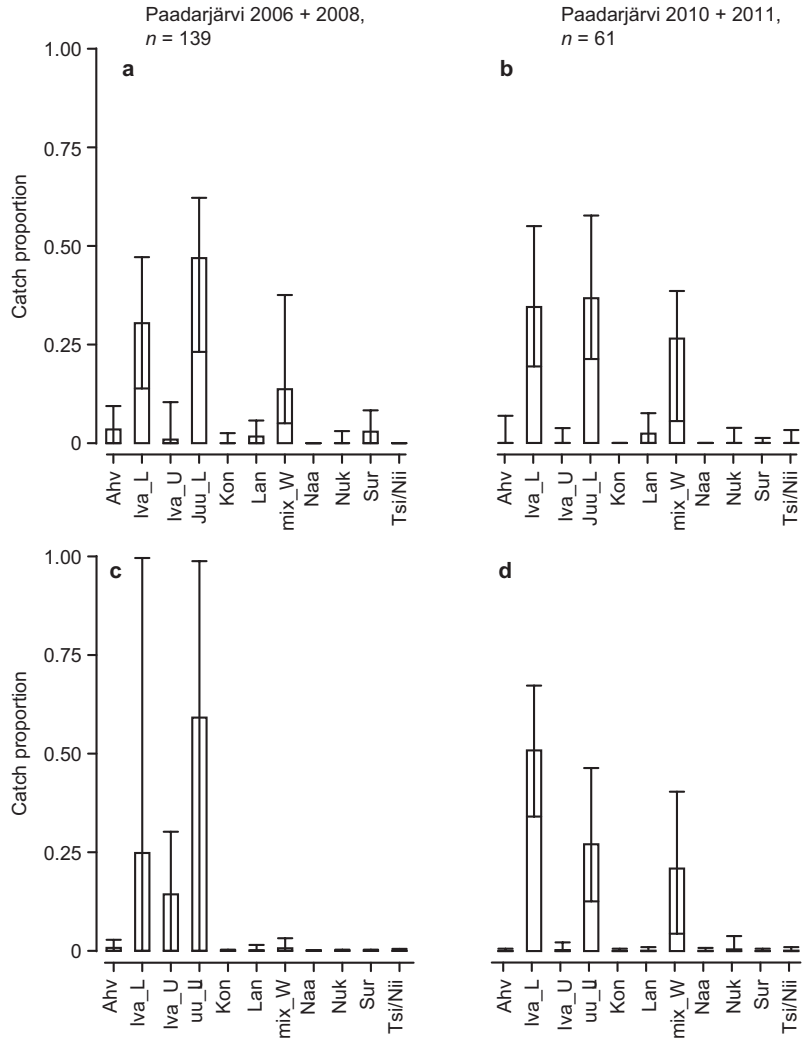 Paadarjärvi 2006 + 2008,
n = 139
Paadarjärvi 2010 + 2011,
n = 61
a
b
Catch proportion
1.00
0.75
0.50
0.25
0
Ahv
Iva_L
Iva_U
Juu_L
Kon
Lan
mix_W
Naa
Nuk
Sur
Tsi/Nii
Ahv
Iva_L
Iva_U
Juu_L
Kon
Lan
mix_W
Naa
Nuk
Sur
Tsi/Nii
c
d
Catch proportion
1.00
0.75
0.50
0.25
0
Ahv
Iva_L
Iva_U
Kon
Lan
mix_W
Naa
Nuk
Sur
Tsi/Nii
Ahv
Iva_L
Iva_U
Kon
Lan
mix_W
Naa
Nuk
Sur
Tsi/Nii